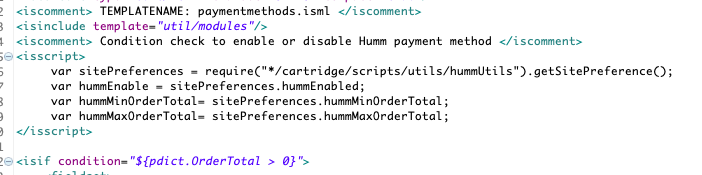 <iscomment> TEMPLATENAME: paymentmethods.isml </iscomment>
<isinclude template="util/modules"/>
<iscomment> Condition check to enable or disable Humm payment method </iscomment>
<isscript>
var sitePreferences = require("*/cartridge/scripts/utils/hummUtils").getSitePreference();
var hummEnable = sitePreferences.hummEnabled;
var hummMinOrderTotal= sitePreferences.hummMinOrderTotal;
var hummMaxOrderTotal= sitePreferences.hummMaxOrderTotal;
</isscript>
<isif condition="${pdict.OrderTotal > 0}">